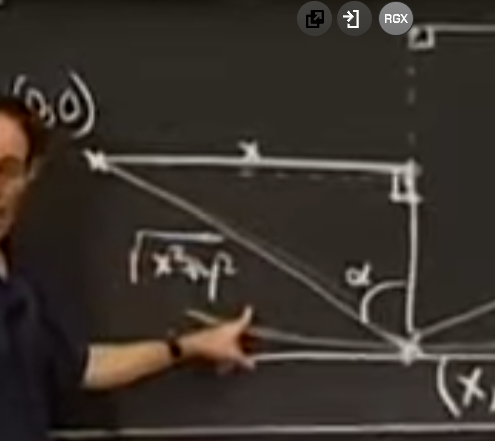 RGX
(0,0)
x
√x²+y²
α
(x,